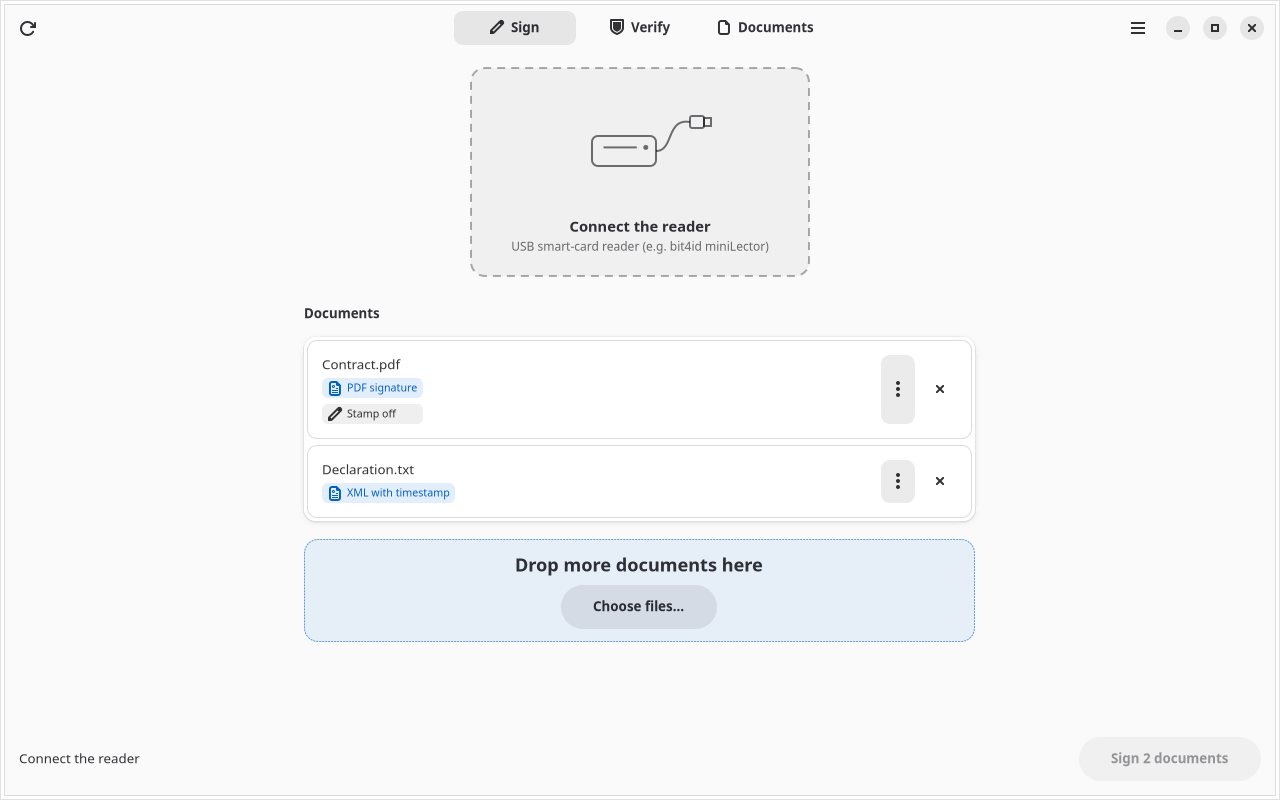 Sign
Verify
Documents
Connect the reader
USB smart-card reader (e.g. bit4id miniLector)
Documents
Contract.pdf
PDF signature
Stamp off
Declaration.txt
XML with timestamp
Drop more documents here
Choose files...
Connect the reader
Sign 2 documents